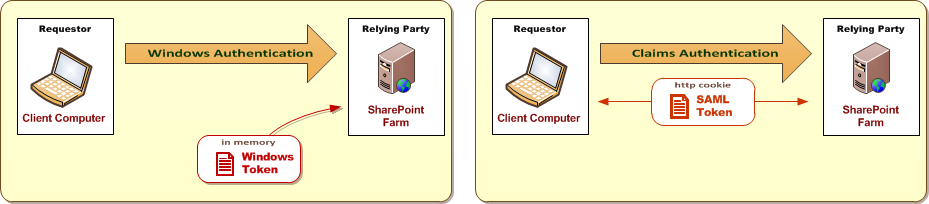 Requestor
Client Computer
Windows Authentication
Relying Party
SharePoint
Farm
in memory
Windows
Token
Requestor
Client Computer
Claims Authentication
http cookie
SAML
Token
Relying Party
SharePoint
Farm